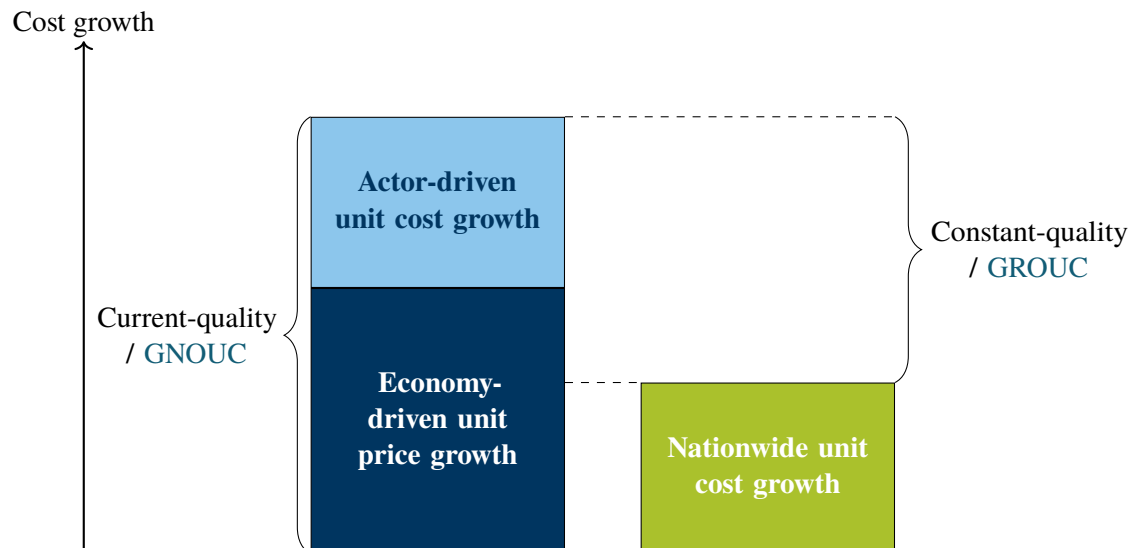 Cost growth
Actor-driven
unit cost growth
Constant-quality
/ GROUC
Current-quality
/ GNOUC
Economy-
driven unit
price growth
Nationwide unit
cost growth